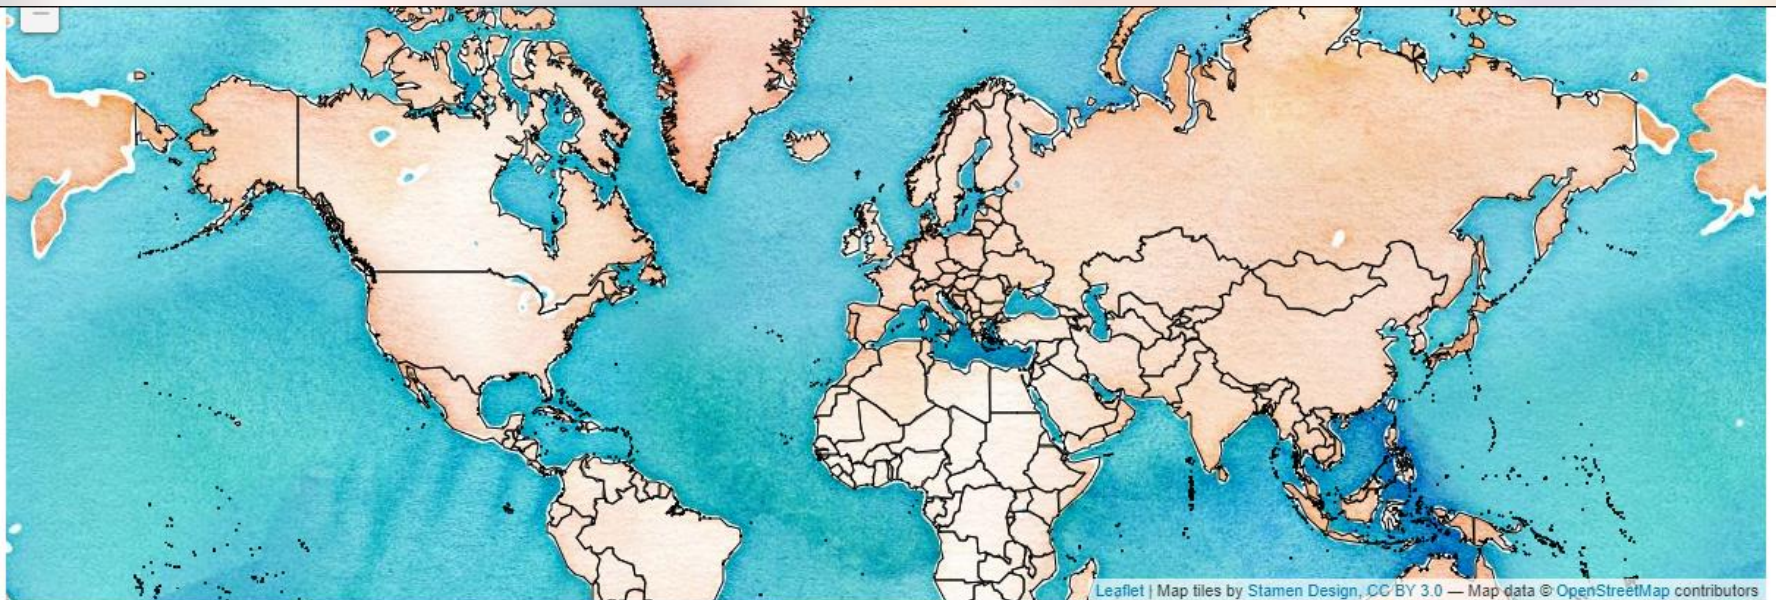 Leaflet | Map tiles by Stamen Design, CC BY 3.0 — Map data © OpenStreetMap contributors